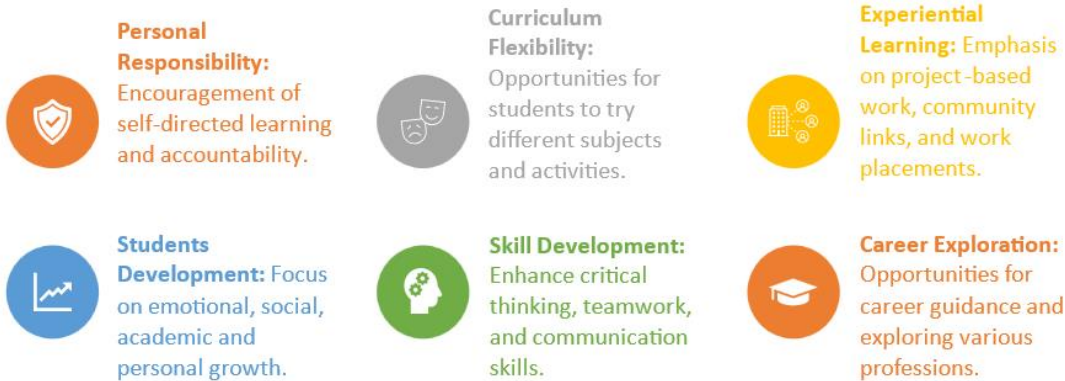 Personal
Responsibility:
Encouragement of
self-directed learning
and accountability.
Curriculum
Flexibility:
Opportunities for
students to try
different subjects
and activities.
Experiential
Learning: Emphasis
on project-based
work, community
links, and work
placements.
Students
Development: Focus
on emotional, social,
academic and
personal growth.
Skill Development:
Enhance critical
thinking, teamwork,
and communication
skills.
Career Exploration:
Opportunities for
career guidance and
exploring various
professions.